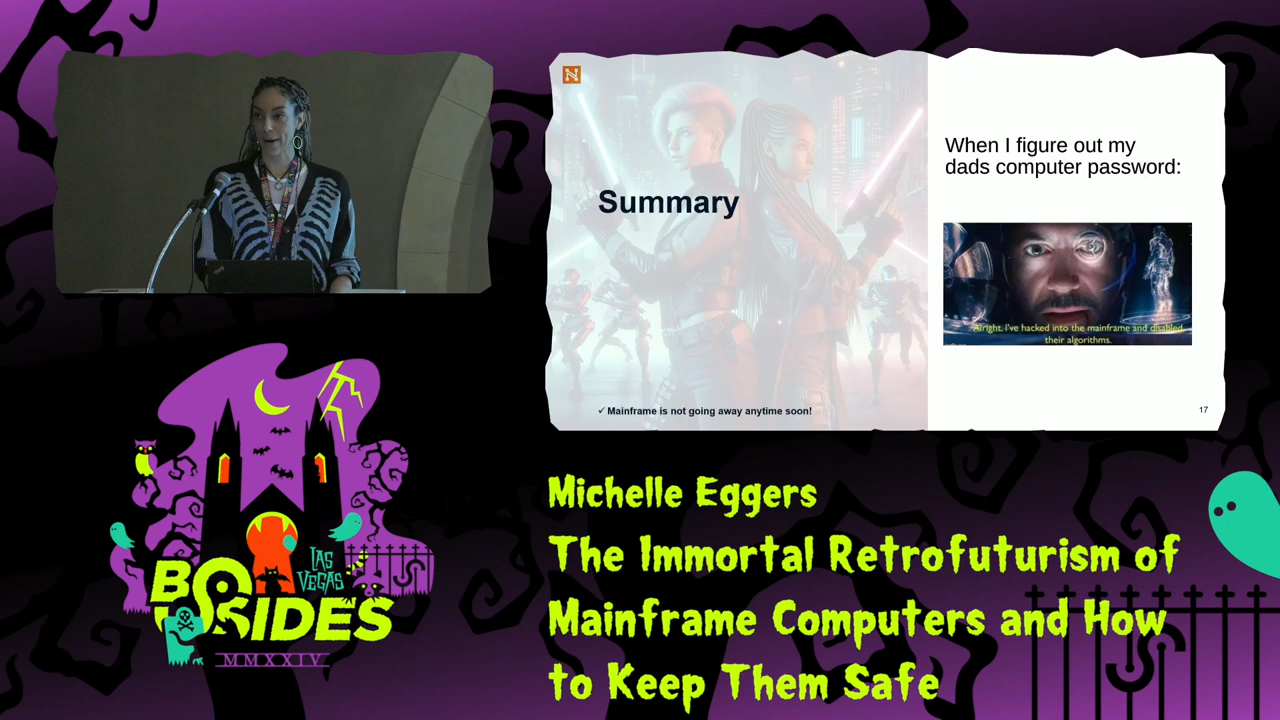 When I figure out my
dads computer password:
Summary
Alright. I've hacked into the mainframe and disabled
their algorithms.
✓ Mainframe is not going away anytime soon!
17
LAS
VEGAS
BSIDES
MMXXIV
Michelle Eggers
The Immortal Retrofuturism of
Mainframe Computers and How
to Keep Them Safe